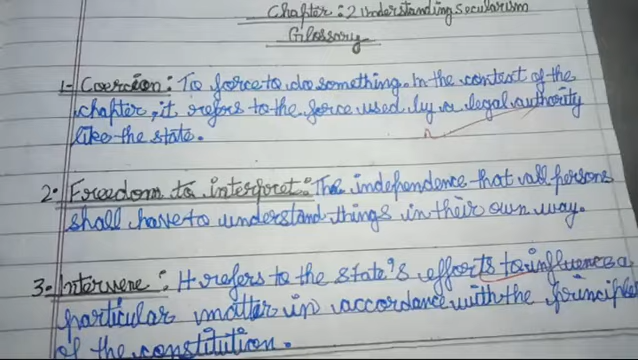 Chapter: 2 Understanding Secularism
Glossary
1- Coercion: To force to do something. In the context of the
chapter, it refers to the force used by a legal authority
like the state.
2. Freedom to interpret: The independence that all persons
shall have to understand things in their own way.
3. Intervene: It refers to the state's efforts to influence a
particular matter in accordance with the principles
of the constitution.